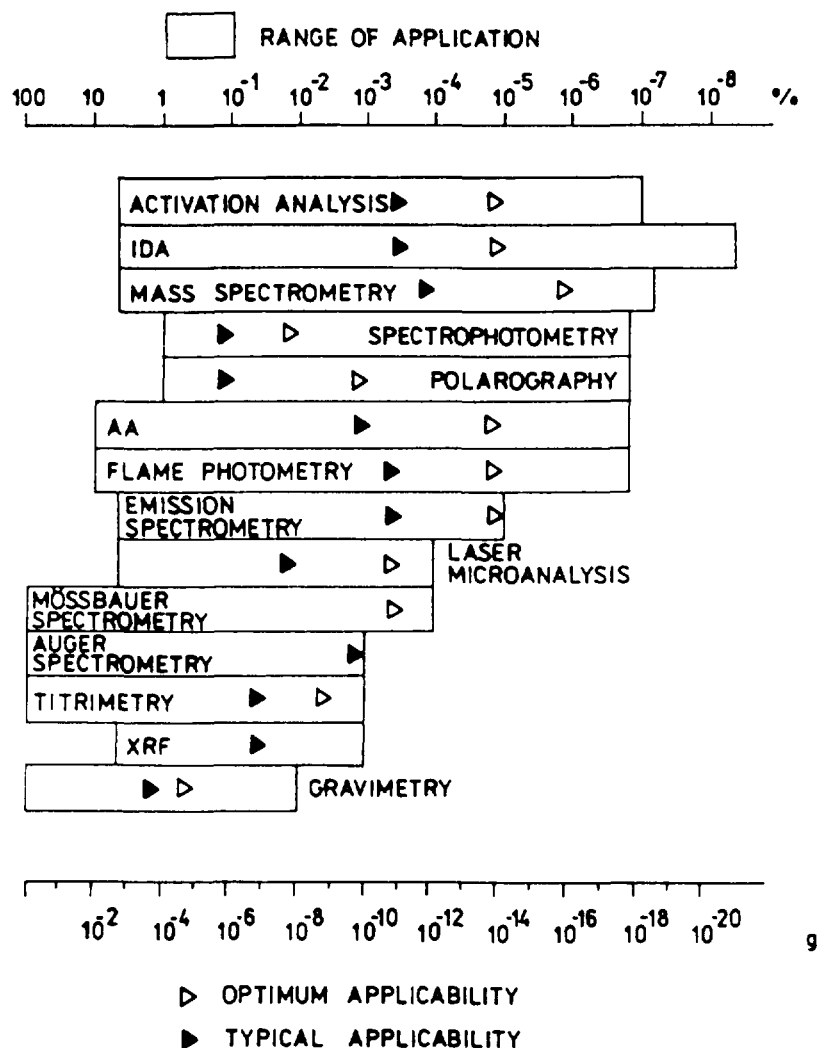 RANGE OF APPLICATION
100 10 1 10⁻¹ 10⁻² 10⁻³ 10⁻⁴ 10⁻⁵ 10⁻⁶ 10⁻⁷ 10⁻⁸ %
ACTIVATION ANALYSIS
IDA
MASS SPECTROMETRY
SPECTROPHOTOMETRY
POLAROGRAPHY
AA
FLAME PHOTOMETRY
EMISSION
SPECTROMETRY
LASER
MICROANALYSIS
MÖSSBAUER
SPECTROMETRY
AUGER
SPECTROMETRY
TITRIMETRY
XRF
GRAVIMETRY
10⁻² 10⁻⁴ 10⁻⁶ 10⁻⁸ 10⁻¹⁰ 10⁻¹² 10⁻¹⁴ 10⁻¹⁶ 10⁻¹⁸ 10⁻²⁰ g
OPTIMUM APPLICABILITY
TYPICAL APPLICABILITY